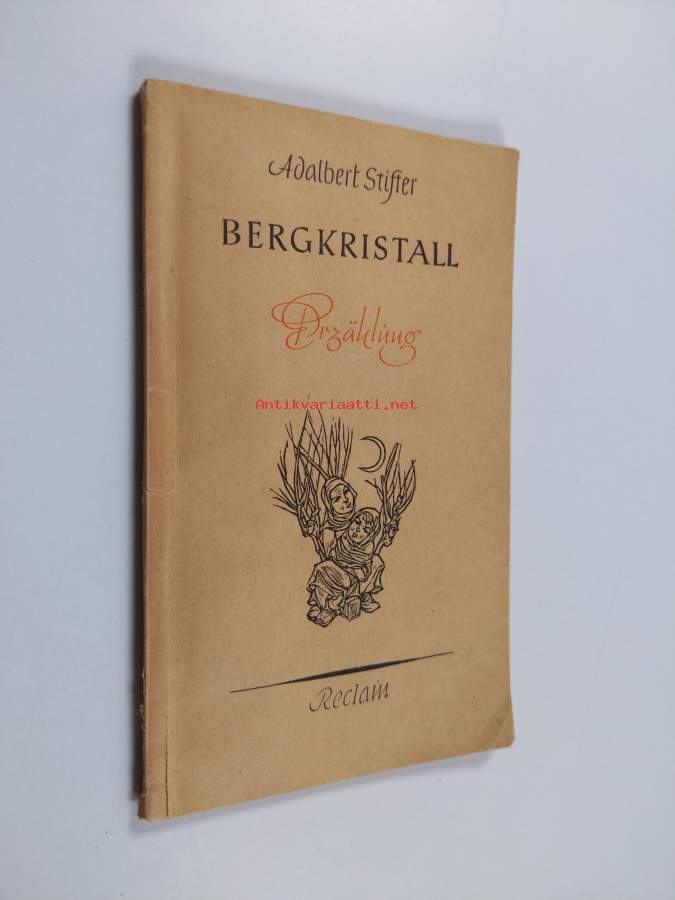 Adalbert Stifter
BERGKRISTALL
Erzählung
Antikvariaatti.net
Reclam